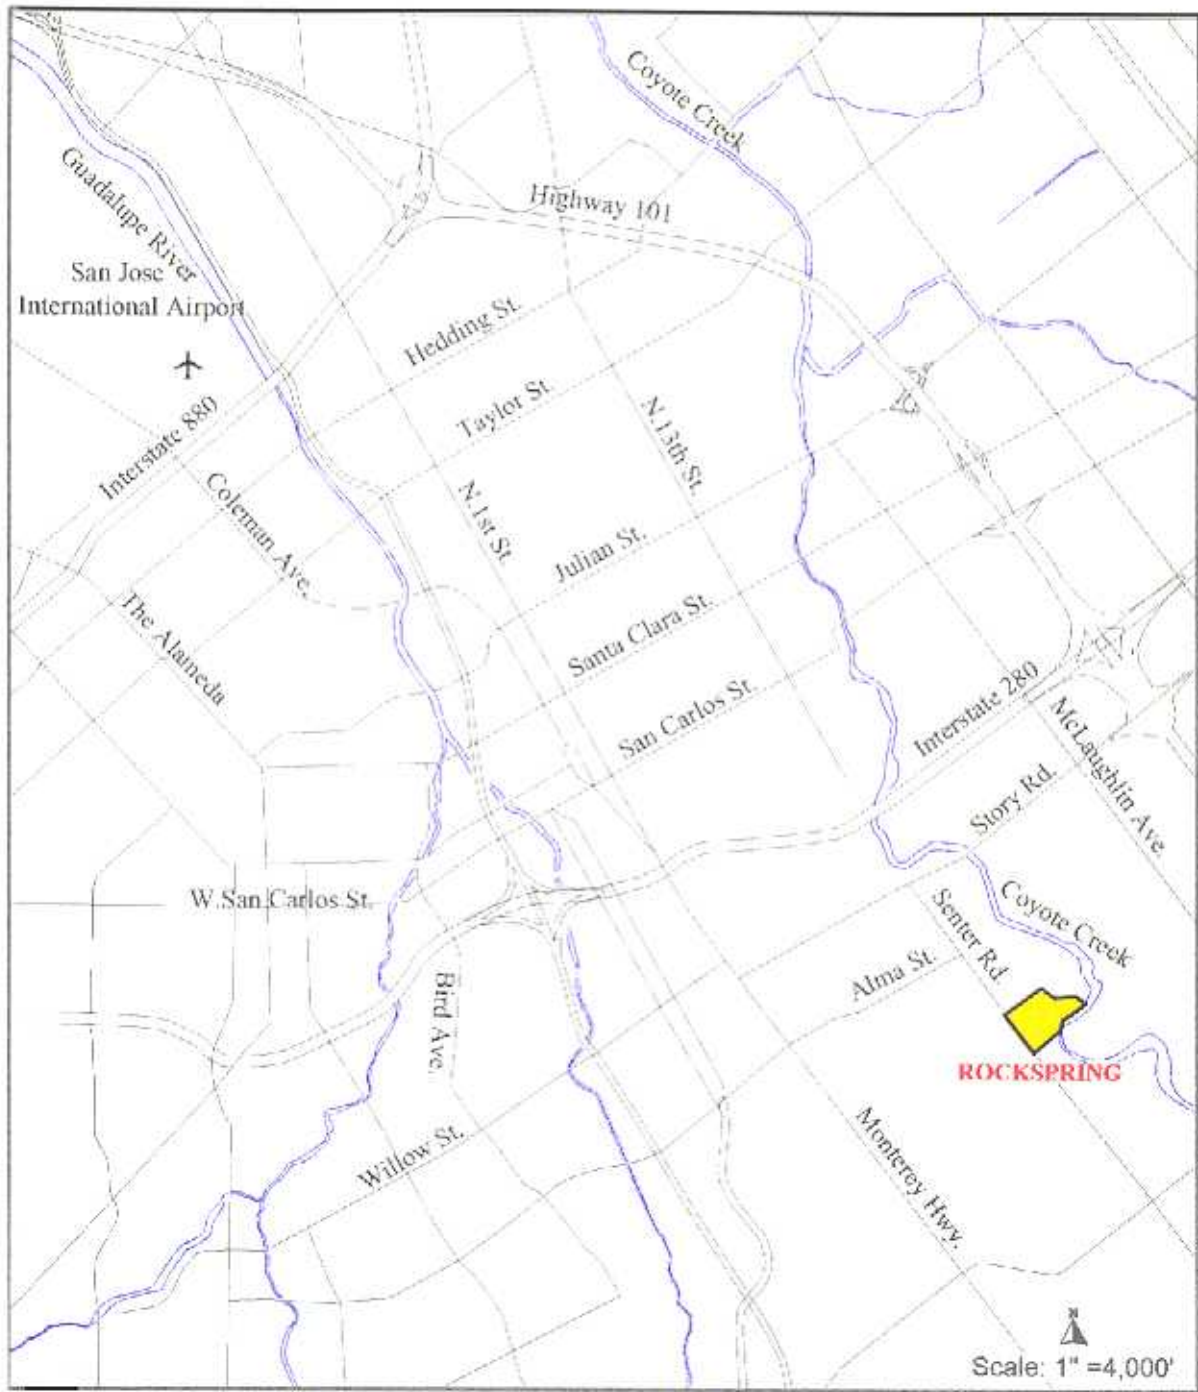 Coyote Creek
Guadalupe River
Highway 101
San Jose
International Airport
Hedding St.
Taylor St.
Interstate 880
N.13th St.
Coleman Ave.
N.1st St.
Julian St.
The Alameda
Santa Clara St.
San Carlos St.
Interstate 280
McLaughlin Ave.
Story Rd.
W.San Carlos St.
Coyote Creek
Senter Rd.
Alma St.
Bird Ave.
ROCKSPRING
Willow St.
Monterey Hwy.
N
Scale: 1" =4,000'